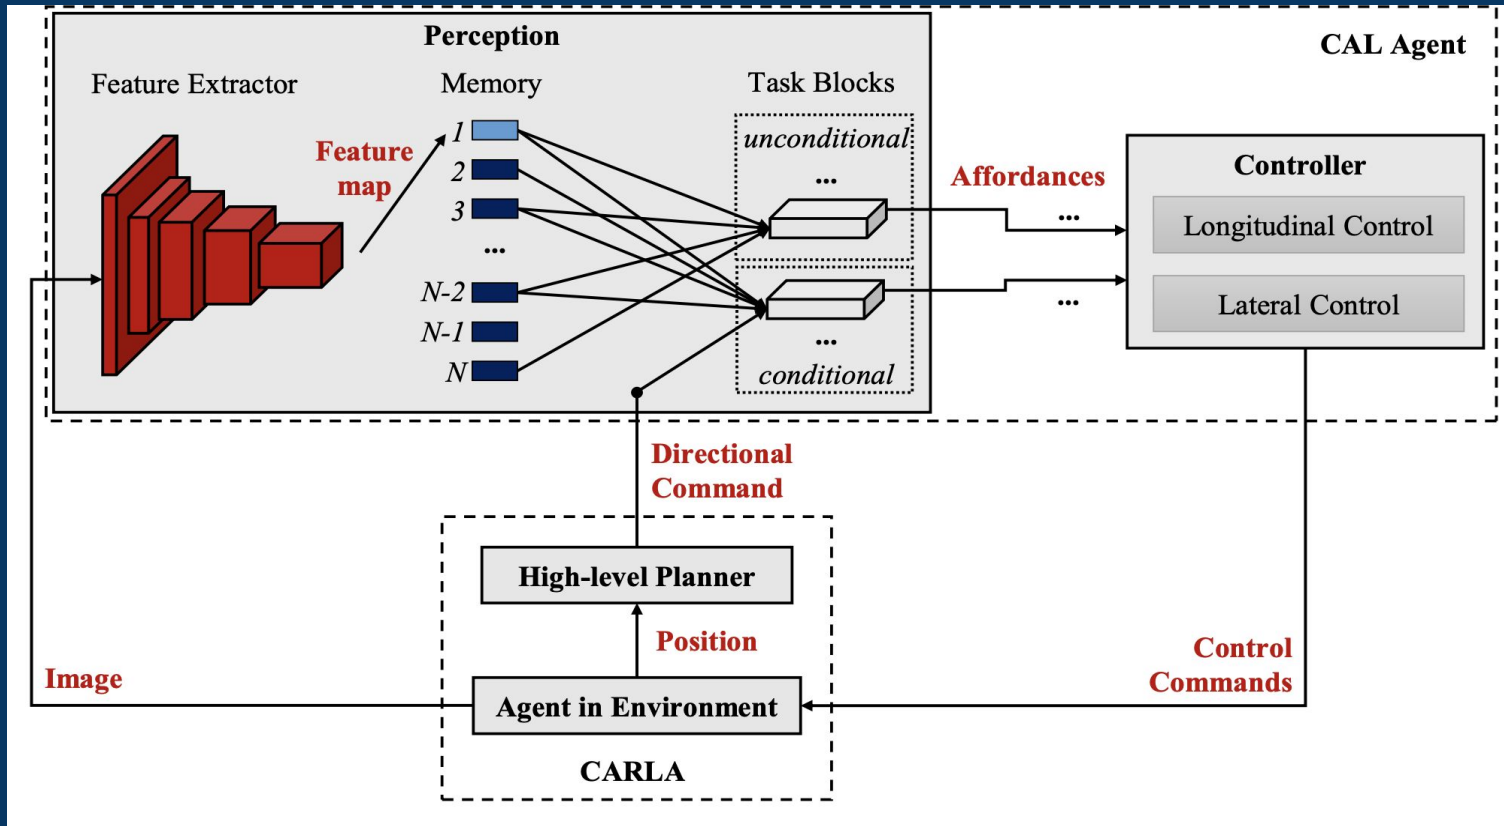 Perception
CAL Agent
Feature Extractor
Memory
Task Blocks
Feature
map
1
2
3
...
N-2
N-1
N
unconditional
...
...
conditional
Affordances
...
...
Controller
Longitudinal Control
Lateral Control
Directional
Command
High-level Planner
Position
Agent in Environment
CARLA
Image
Control
Commands